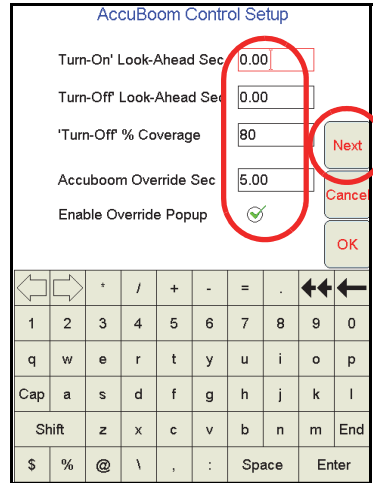 AccuBoom Control Setup
Turn-On' Look-Ahead Sec 0.00
Turn-Off' Look-Ahead Sec 0.00
'Turn-Off' % Coverage 80
Next
Accuboom Override Sec 5.00
Cancel
Enable Override Popup
OK
* / + - = .
1 2 3 4 5 6 7 8 9 0
q w e r t y u i o p
Cap a s d f g h j k l
Shift z x c v b n m End
$ % @ \ , : Space Enter